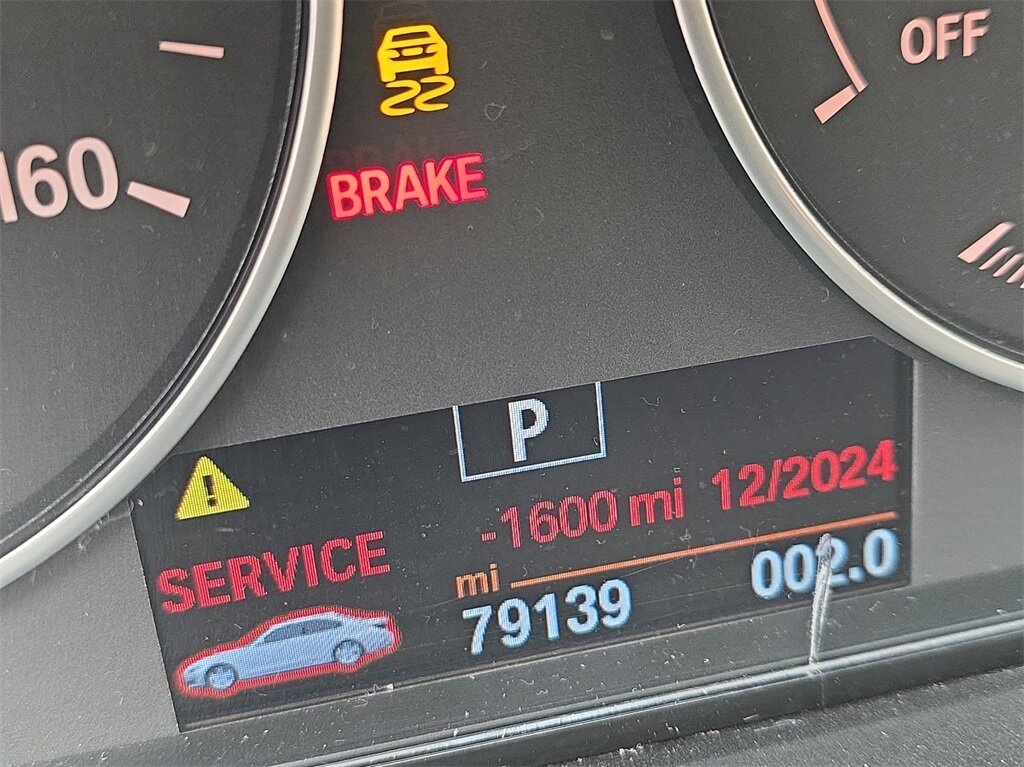 OFF
160
BRAKE
P
-1600 mi 12/2024
SERVICE
mi
79139 002.0